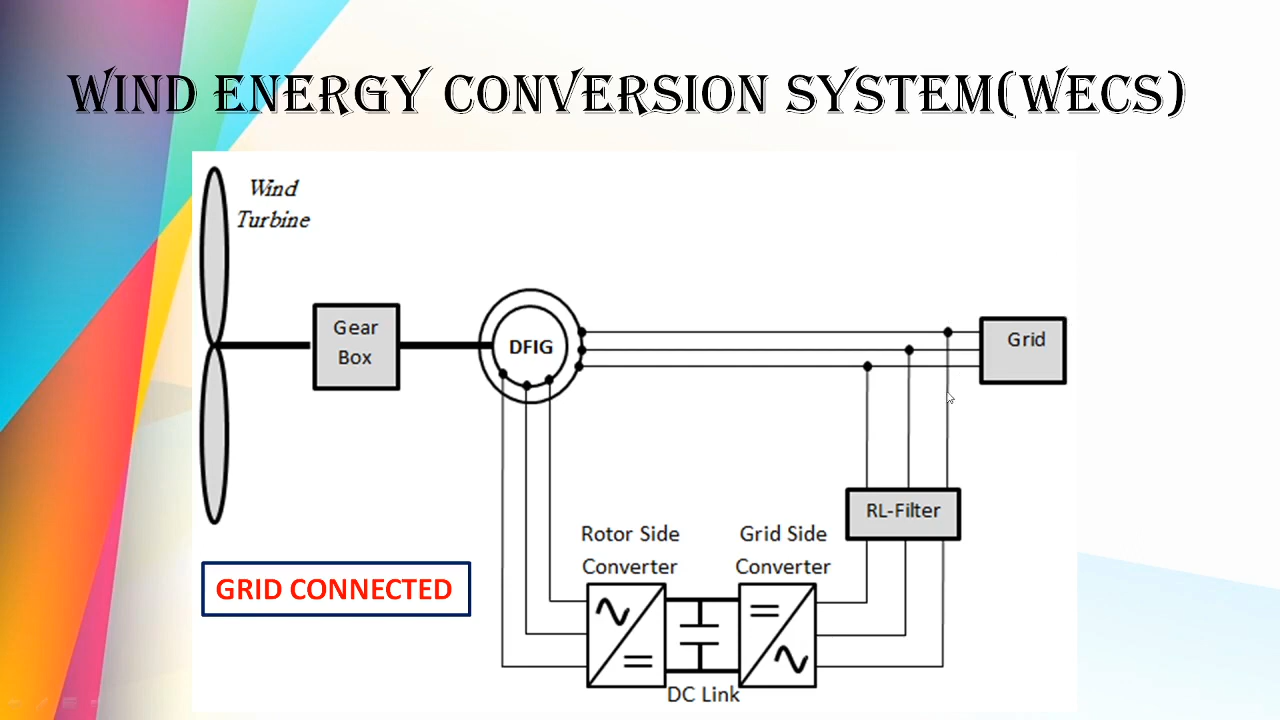 WIND ENERGY CONVERSION SYSTEM(WECS)
Wind
Turbine
Gear
Box
DFIG
Grid
RL-Filter
Rotor Side
Converter
Grid Side
Converter
GRID CONNECTED
DC Link